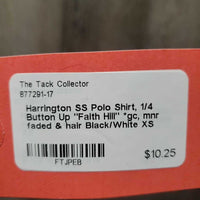 The Tack Collector
877291-17
Harrington SS Polo Shirt, 1/4
Button Up "Falth Hill" *gc, mnr
faded & hair Black/White XS
$10.25
FTJPEB